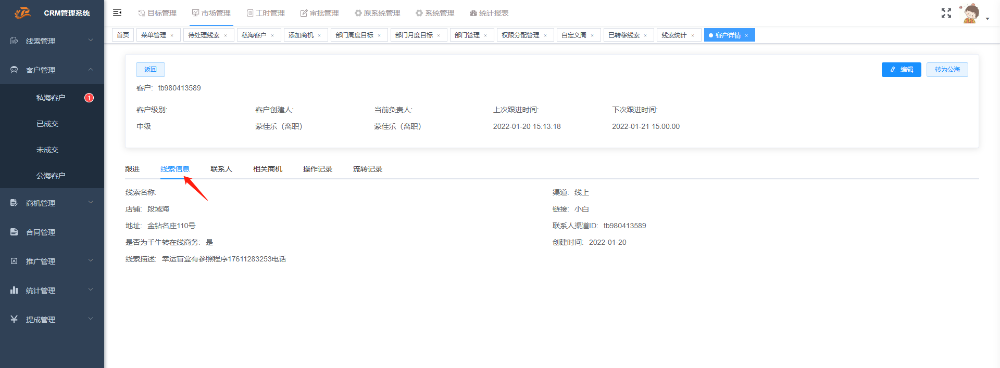 CRM管理系统
目标管理 市场管理 工时管理 审批管理 原系统管理 系统管理 统计报表
首页 菜单管理 × 待处理线索 × 私海客户 × 添加商机 × 部门周度目标 × 部门月度目标 × 部门管理 × 权限分配管理 × 自定义周 × 已转移线索 × 线索统计 × 客户详情 ×
线索管理
客户管理
私海客户 1
已成交
未成交
公海客户
商机管理
合同管理
推广管理
统计管理
提成管理
返回 编辑 转为公海
客户: tb980413589
客户级别: 客户创建人: 当前负责人: 上次跟进时间: 下次跟进时间:
中级 蒙佳乐（离职） 蒙佳乐（离职） 2022-01-20 15:13:18 2022-01-21 15:00:00
跟进 线索信息 联系人 相关商机 操作记录 流转记录
线索名称: 渠道: 线上
店铺: 段域海 链接: 小白
地址: 金钻名座110号 联系人渠道ID: tb980413589
是否为千牛转在线商务: 是 创建时间: 2022-01-20
线索描述: 幸运盲盒有参照程序17611283253电话